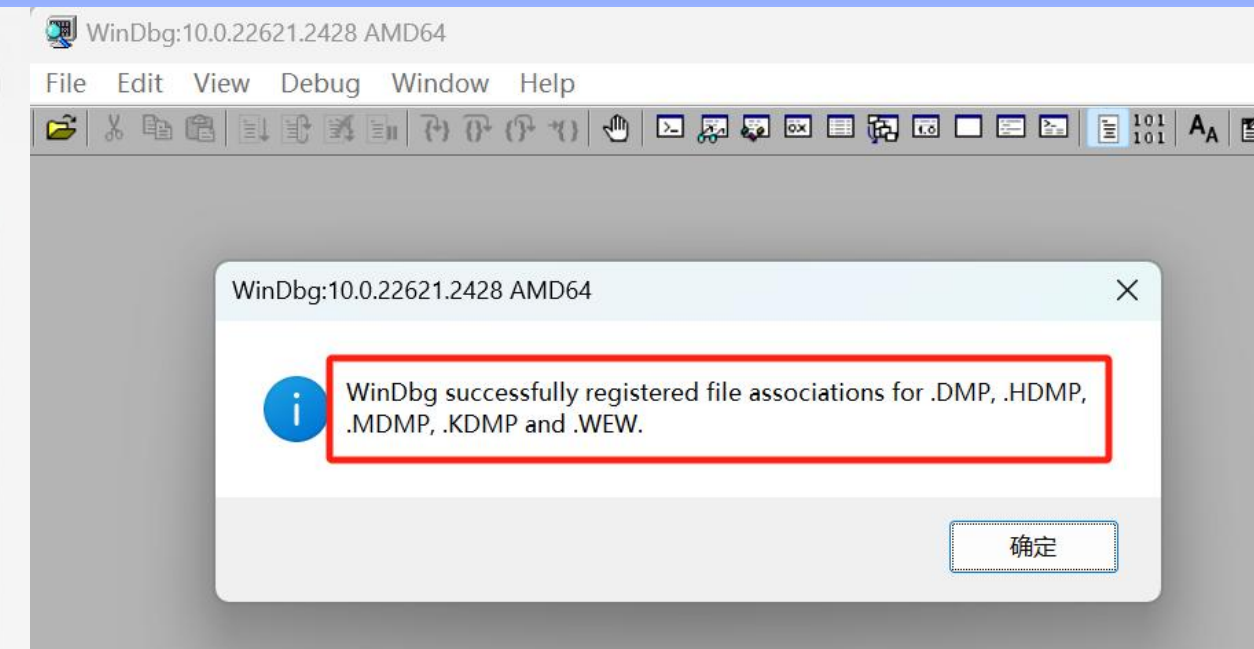 WinDbg:10.0.22621.2428 AMD64
File Edit View Debug Window Help
101
101
AA
WinDbg:10.0.22621.2428 AMD64
WinDbg successfully registered file associations for .DMP, .HDMP,
.MDMP, .KDMP and .WEW.
确定